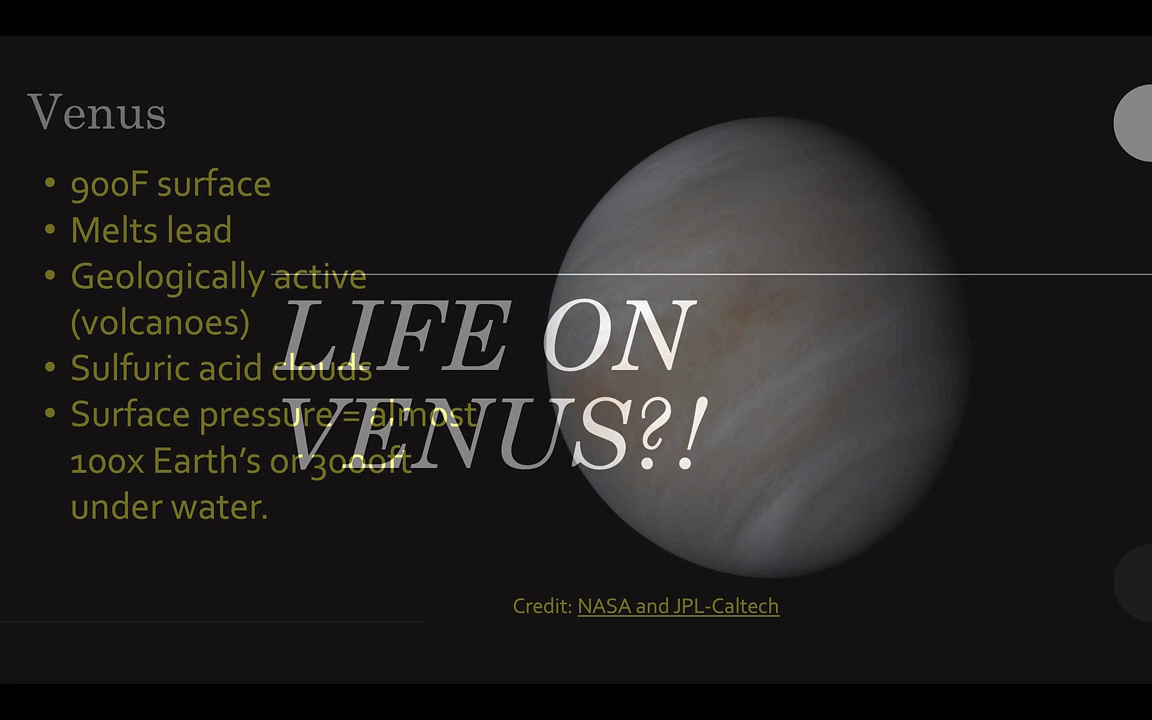 Venus
• 900F surface
• Melts lead
• Geologically active
(volcanoes)
• Sulfuric acid clouds
• Surface pressure = almost
100x Earth’s or 3000ft
under water.
LIFE ON
VENUS?!
Credit: NASA and JPL-Caltech